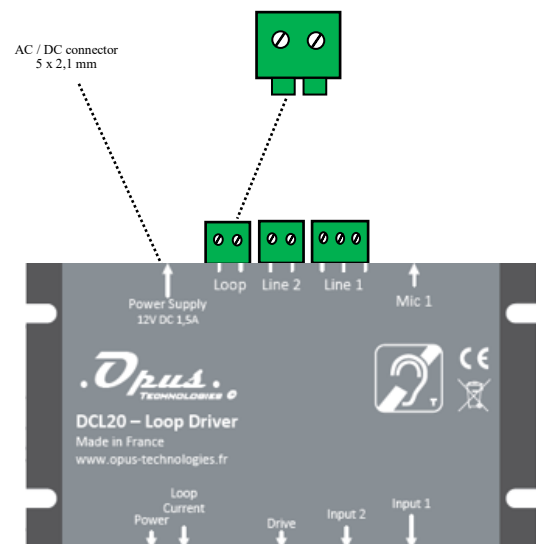 AC / DC connector
5 x 2,1 mm
Loop
Line 2
Line 1
Power Supply
12V DC 1,5A
Mic 1
.Opus.
TECHNOLOGIES ©
CE
T
DCL20 – Loop Driver
Made in France
www.opus-technologies.fr
Loop
Current
Power
Drive
Input 2
Input 1